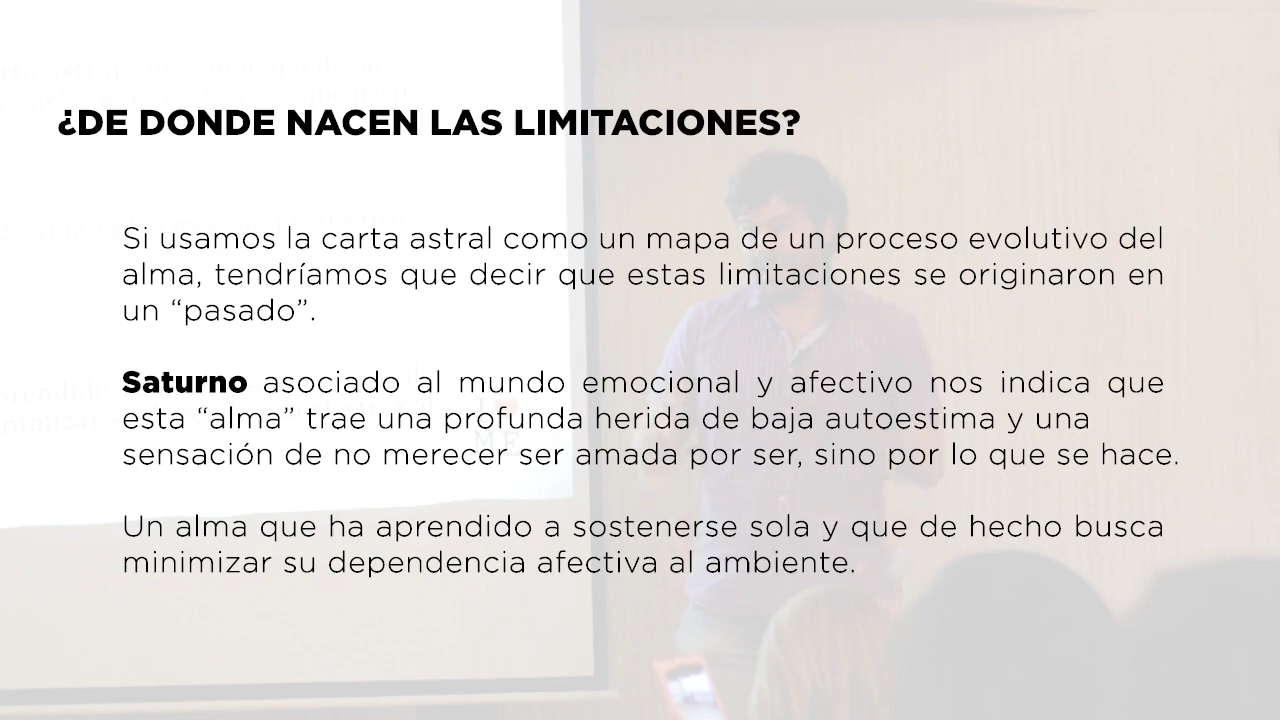 ¿DE DONDE NACEN LAS LIMITACIONES?
Si usamos la carta astral como un mapa de un proceso evolutivo del
alma, tendríamos que decir que estas limitaciones se originaron en
un “pasado”.
Saturno asociado al mundo emocional y afectivo nos indica que
esta “alma” trae una profunda herida de baja autoestima y una
sensación de no merecer ser amada por ser, sino por lo que se hace.
Un alma que ha aprendido a sostenerse sola y que de hecho busca
minimizar su dependencia afectiva al ambiente.